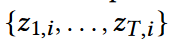 {z_{1,i}, . . . , z_{T,i}}